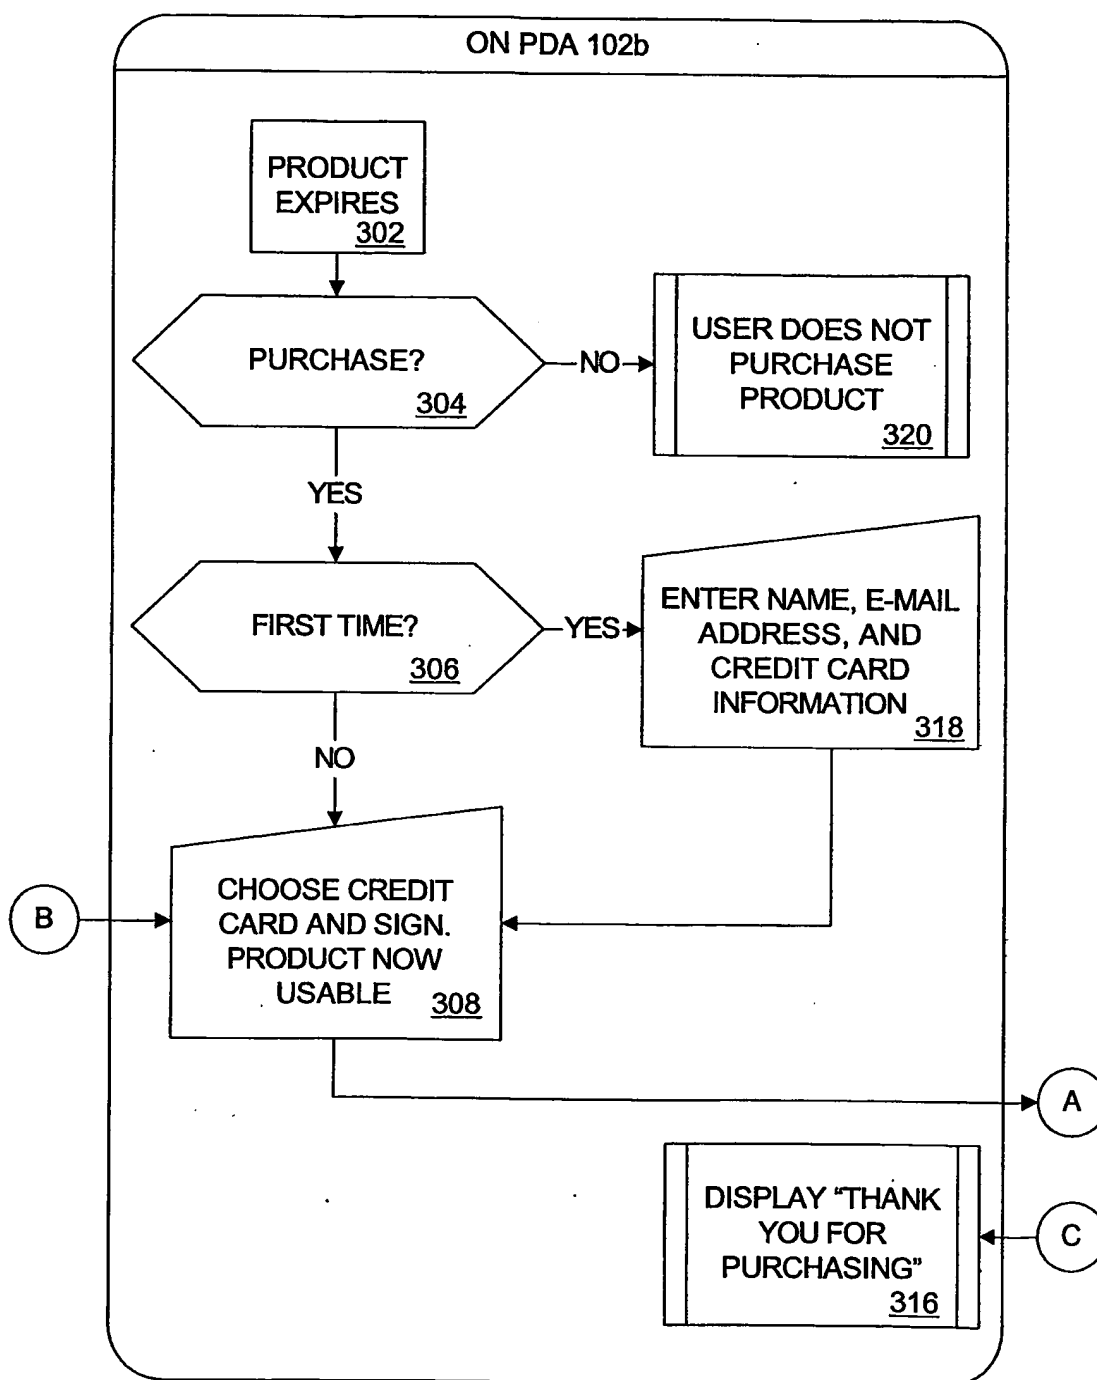 ON PDA 102b
PRODUCT
EXPIRES
302
PURCHASE?
304
NO
USER DOES NOT
PURCHASE
PRODUCT
320
YES
FIRST TIME?
306
YES
ENTER NAME, E-MAIL
ADDRESS, AND
CREDIT CARD
INFORMATION
318
NO
B
CHOOSE CREDIT
CARD AND SIGN.
PRODUCT NOW
USABLE
308
A
DISPLAY “THANK
YOU FOR
PURCHASING”
316
C